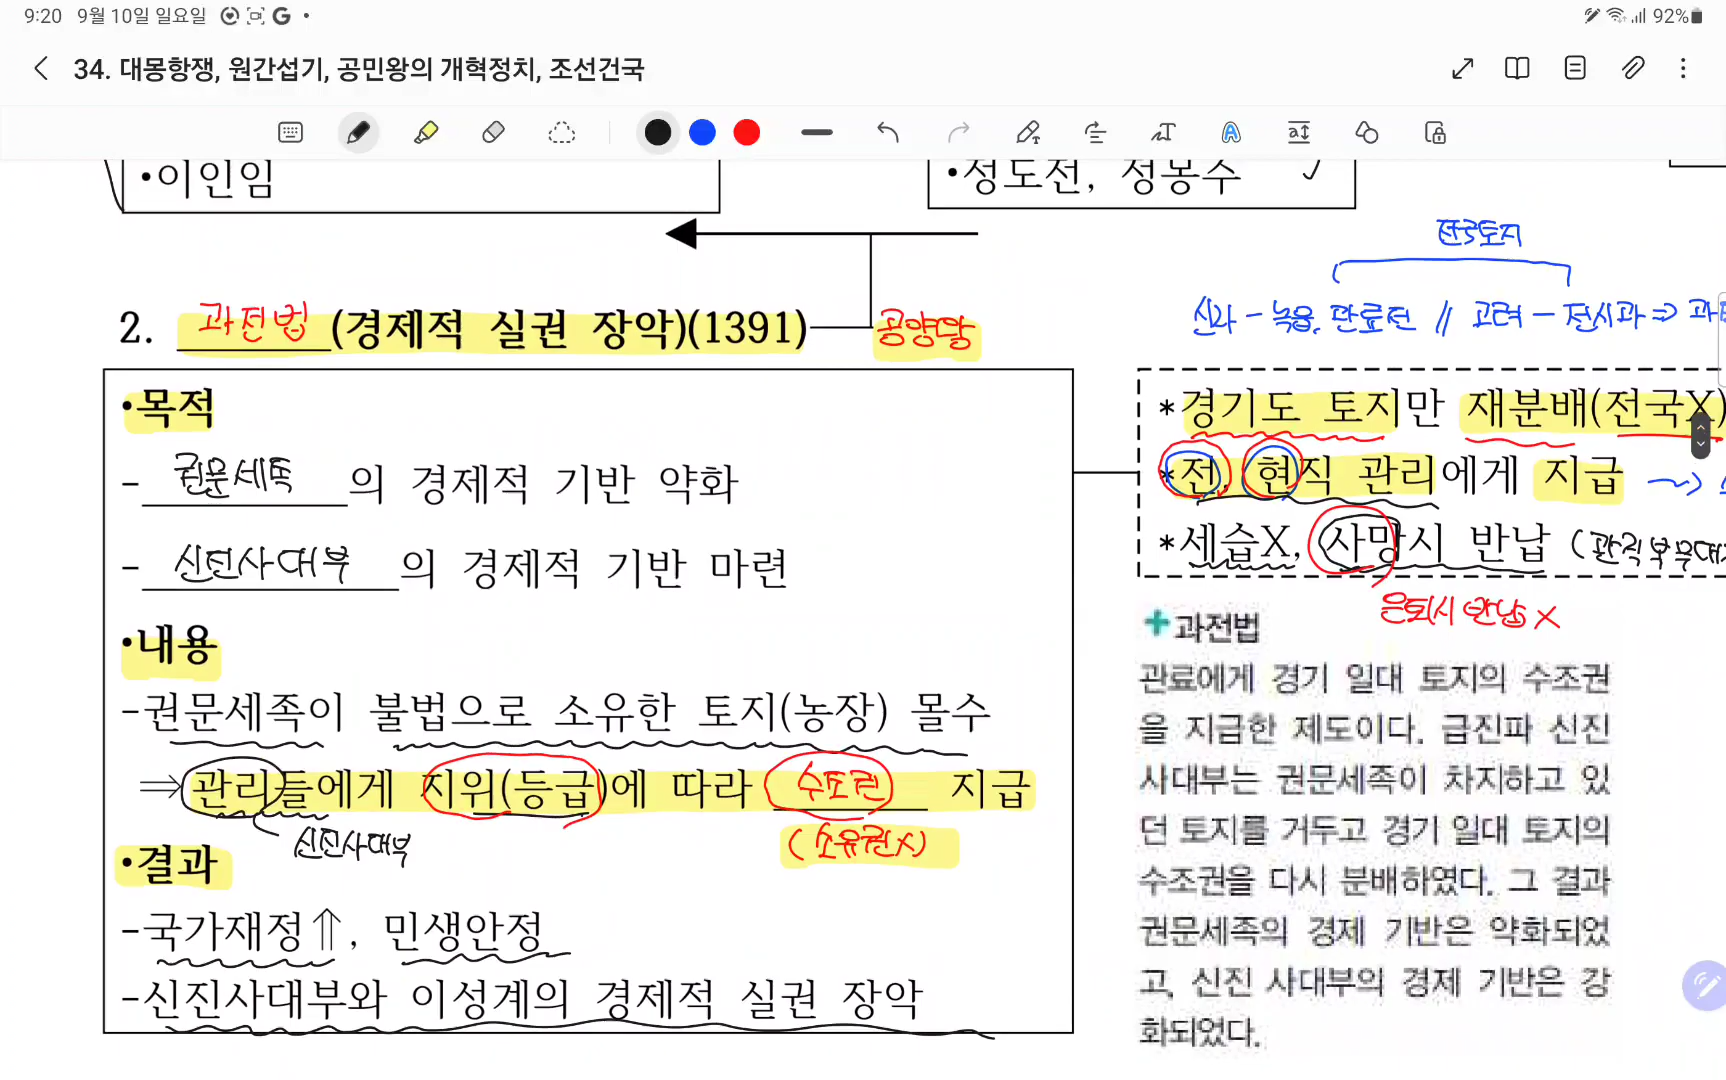 9:20 9월 10일 일요일 92%
34. 대몽항쟁, 원간섭기, 공민왕의 개혁정치, 조선건국
•이인임
•정도전, 정몽주 ✓
전국토지
신라 - 녹읍, 관료전 // 고려 - 전시과 ⇒ 과
2. 과전법 (경제적 실권 장악)(1391) 공양왕
•목적
- 권문세족의 경제적 기반 약화
- 신진사대부의 경제적 기반 마련
•내용
-권문세족이 불법으로 소유한 토지(농장) 몰수
⇒관리들에게 지위(등급)에 따라 수조권 지급
신진사대부
(소유권X)
•결과
-국가재정⇑, 민생안정
-신진사대부와 이성계의 경제적 실권 장악
*경기도 토지만 재분배(전국X)
*전, 현직 관리에게 지급
*세습X, 사망시 반납 (관직복무대
은퇴시 반납 X
+과전법
관료에게 경기 일대 토지의 수조권
을 지급한 제도이다. 급진파 신진
사대부는 권문세족이 차지하고 있
던 토지를 거두고 경기 일대 토지의
수조권을 다시 분배하였다. 그 결과
권문세족의 경제 기반은 약화되었
고, 신진 사대부의 경제 기반은 강
화되었다.